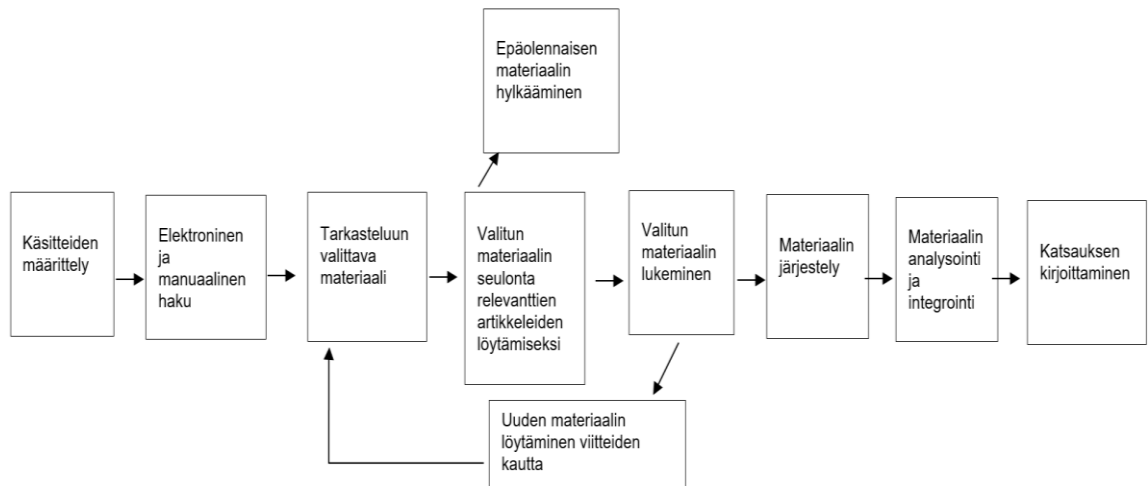 Epäolennaisen
materiaalin
hylkääminen
Käsitteiden
määrittely
Elektroninen
ja
manuaalinen
haku
Tarkasteluun
valittava
materiaali
Valitun
materiaalin
seulonta
relevanttien
artikkeleiden
löytämiseksi
Valitun
materiaalin
lukeminen
Materiaalin
järjestely
Materiaalin
analysointi
ja
integrointi
Katsauksen
kirjoittaminen
Uuden materiaalin
löytäminen viitteiden
kautta